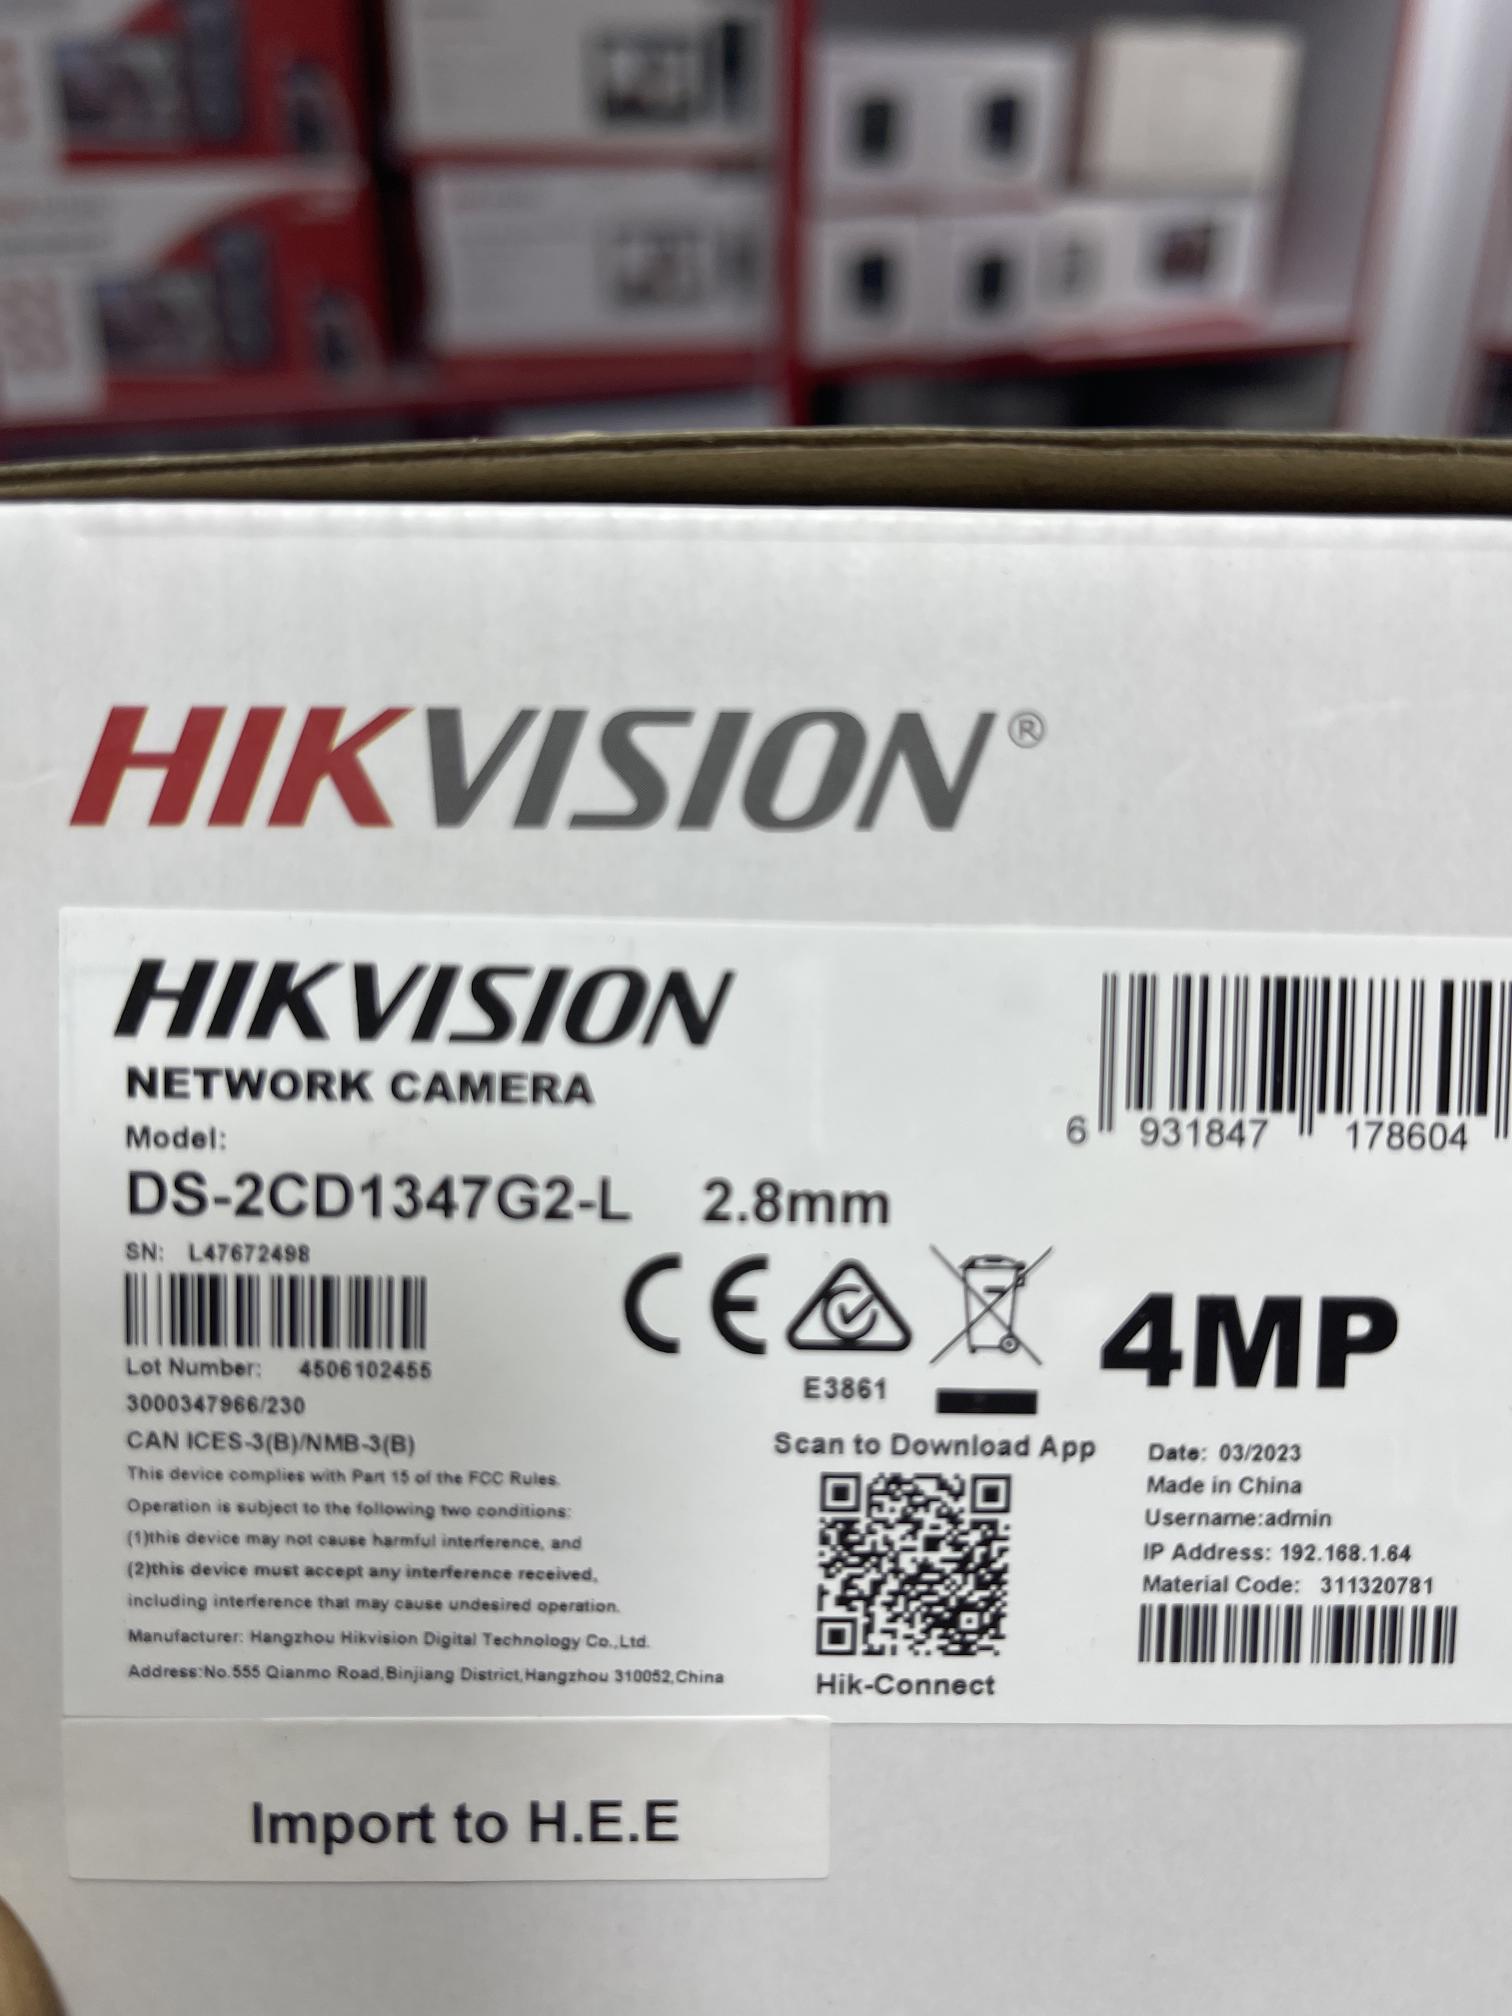 HIKVISION®
HIKVISION
NETWORK CAMERA
Model:
DS-2CD1347G2-L 2.8mm
SN: L47672498
Lot Number: 4506102455
3000347966/230
CAN ICES-3(B)/NMB-3(B)
This device complies with Part 15 of the FCC Rules.
Operation is subject to the following two conditions:
(1)this device may not cause harmful interference, and
(2)this device must accept any interference received,
including interference that may cause undesired operation.
Manufacturer: Hangzhou Hikvision Digital Technology Co.,Ltd.
Address:No.555 Qianmo Road,Binjiang District,Hangzhou 310052,China
6 931847 178604
CE
E3861
4MP
Scan to Download App
Hik-Connect
Date: 03/2023
Made in China
Username:admin
IP Address: 192.168.1.64
Material Code: 311320781
Import to H.E.E